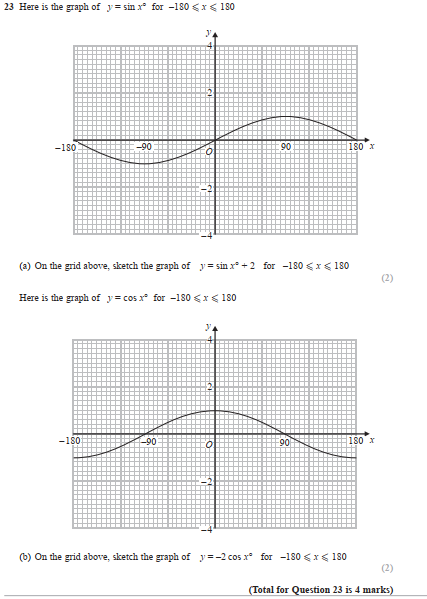 23 Here is the graph of y = sin x° for −180 ⩽ x ⩽ 180
y
4
2
−180 −90 O 90 180 x
−2
−4
(a) On the grid above, sketch the graph of y = sin x° + 2 for −180 ⩽ x ⩽ 180
(2)
Here is the graph of y = cos x° for −180 ⩽ x ⩽ 180
y
4
2
−180 −90 O 90 180 x
−2
−4
(b) On the grid above, sketch the graph of y = −2 cos x° for −180 ⩽ x ⩽ 180
(2)
(Total for Question 23 is 4 marks)